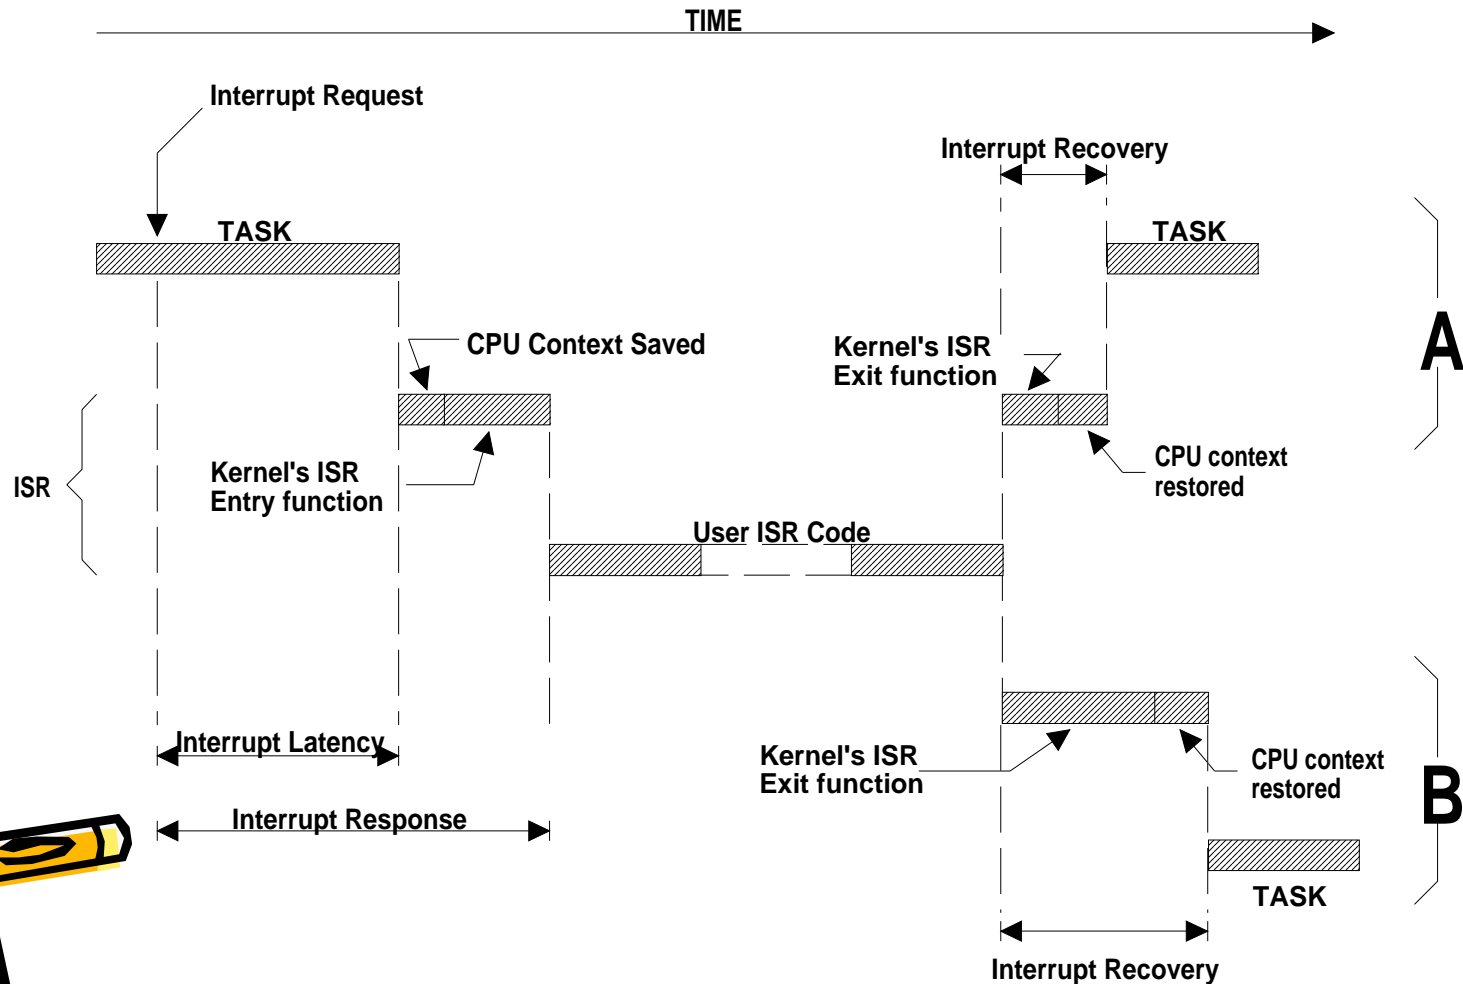 TIME
Interrupt Request
Interrupt Recovery
TASK
TASK
CPU Context Saved
Kernel's ISR
Exit function
A
Kernel's ISR
Entry function
CPU context
restored
ISR
User ISR Code
Interrupt Latency
Kernel's ISR
Exit function
CPU context
restored
B
Interrupt Response
TASK
Interrupt Recovery